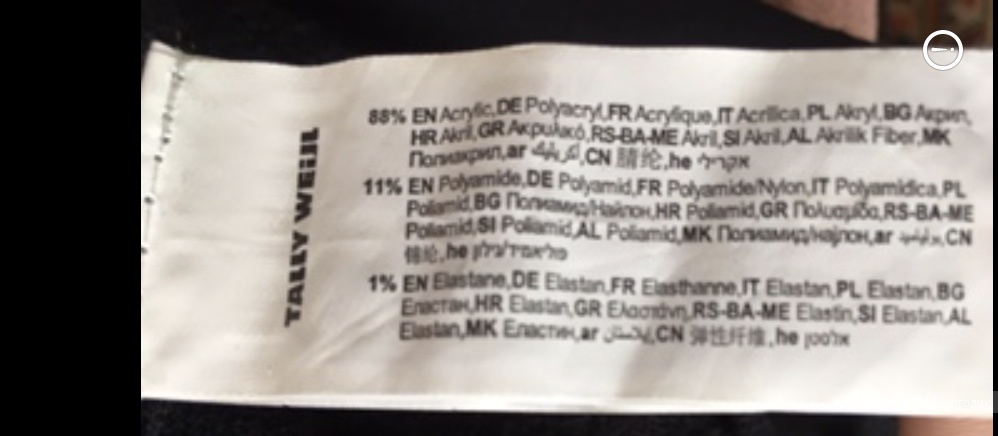 TALLY WEiJL
88% EN Acrylic,DE Polyacryl,FR Acrylique,IT Acrilica,PL Akryl,BG Акрил,
HR Akril,GR Ακρυλικό,RS-BA-ME Akril,SI Akril,AL Akrilik Fiber,MK
Полиакрил,ar CN 腈纶,he אקרילי
11% EN Polyamide,DE Polyamid,FR Polyamide/Nylon,IT Polyamidica,PL
Poliamid,BG Полиамид/Найлон,HR Poliamid,GR Πολυαμίδα,RS-BA-ME
Poliamid,SI Poliamid,AL Poliamid,MK Полиамид/најлон,ar CN
锦纶,he פוליאמיד/ניילון
1% EN Elastane,DE Elastan,FR Elasthanne,IT Elastan,PL Elastan,BG
Еластан,HR Elastan,GR Ελαστάνη,RS-BA-ME Elastin,SI Elastan,AL
Elastan,MK Еластин,ar CN 弹性纤维,he אלסטן